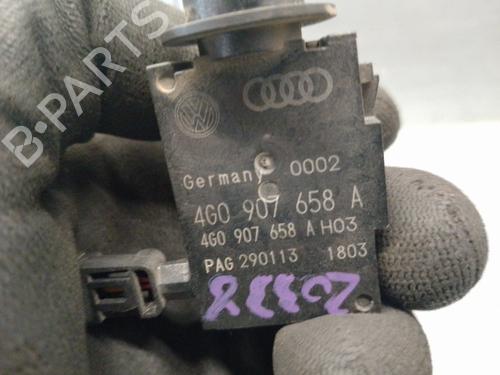 B-PARTS
Germany 0002
4G0 907 658 A
4G0 907 658 A H03
PAG 290113 1803